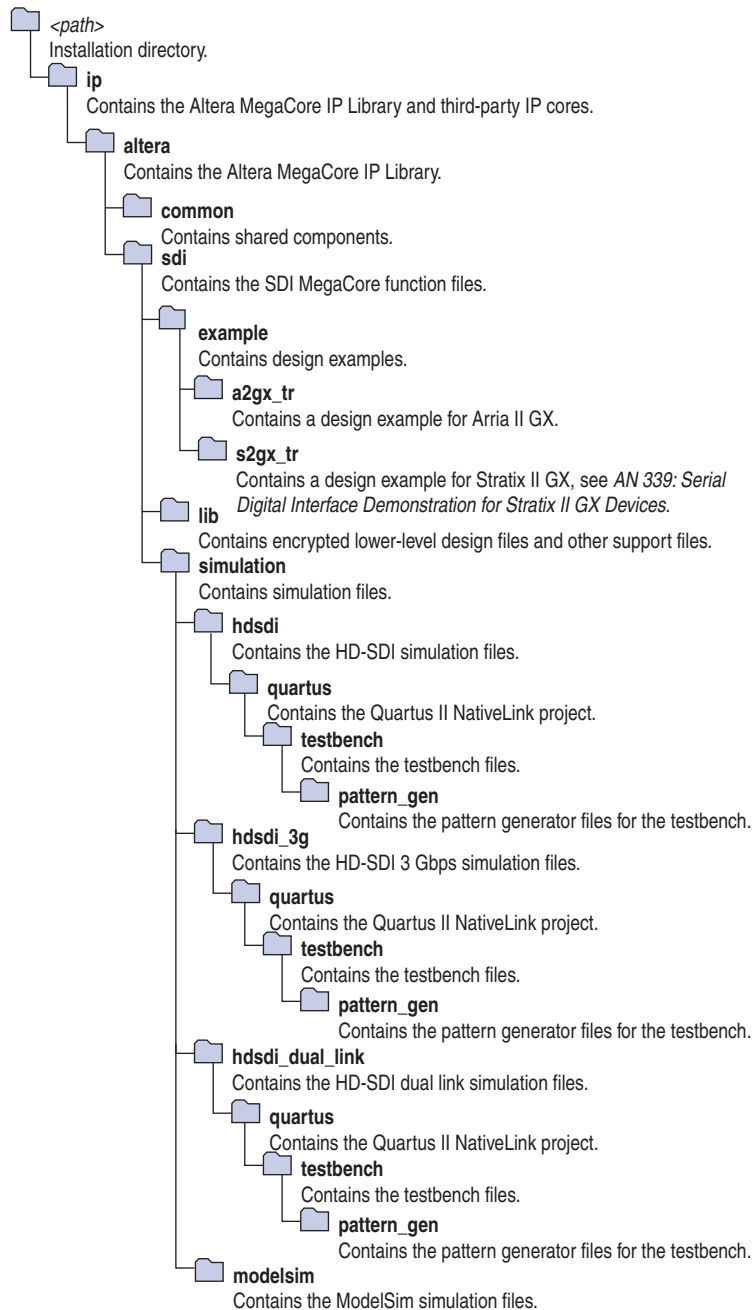 <path>
Installation directory.
ip
Contains the Altera MegaCore IP Library and third-party IP cores.
altera
Contains the Altera MegaCore IP Library.
common
Contains shared components.
sdi
Contains the SDI MegaCore function files.
example
Contains design examples.
a2gx_tr
Contains a design example for Arria II GX.
s2gx_tr
Contains a design example for Stratix II GX, see AN 339: Serial
Digital Interface Demonstration for Stratix II GX Devices.
lib
Contains encrypted lower-level design files and other support files.
simulation
Contains simulation files.
hdsdi
Contains the HD-SDI simulation files.
quartus
Contains the Quartus II NativeLink project.
testbench
Contains the testbench files.
pattern_gen
Contains the pattern generator files for the testbench.
hdsdi_3g
Contains the HD-SDI 3 Gbps simulation files.
quartus
Contains the Quartus II NativeLink project.
testbench
Contains the testbench files.
pattern_gen
Contains the pattern generator files for the testbench.
hdsdi_dual_link
Contains the HD-SDI dual link simulation files.
quartus
Contains the Quartus II NativeLink project.
testbench
Contains the testbench files.
pattern_gen
Contains the pattern generator files for the testbench.
modelsim
Contains the ModelSim simulation files.